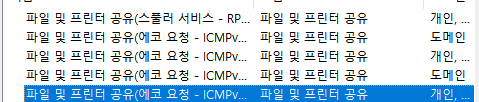 파일 및 프린터 공유(스풀러 서비스 - RP... 파일 및 프린터 공유 개인, ...
파일 및 프린터 공유(에코 요청 - ICMPv... 파일 및 프린터 공유 도메인
파일 및 프린터 공유(에코 요청 - ICMPv... 파일 및 프린터 공유 개인, ...
파일 및 프린터 공유(에코 요청 - ICMPv... 파일 및 프린터 공유 도메인
파일 및 프린터 공유(에코 요청 - ICMPv... 파일 및 프린터 공유 개인, ...